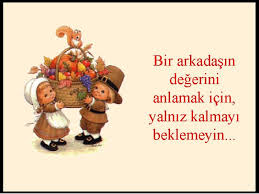 Bir arkadaşın
değerini
anlamak için,
yalnız kalmayı
beklemeyin...